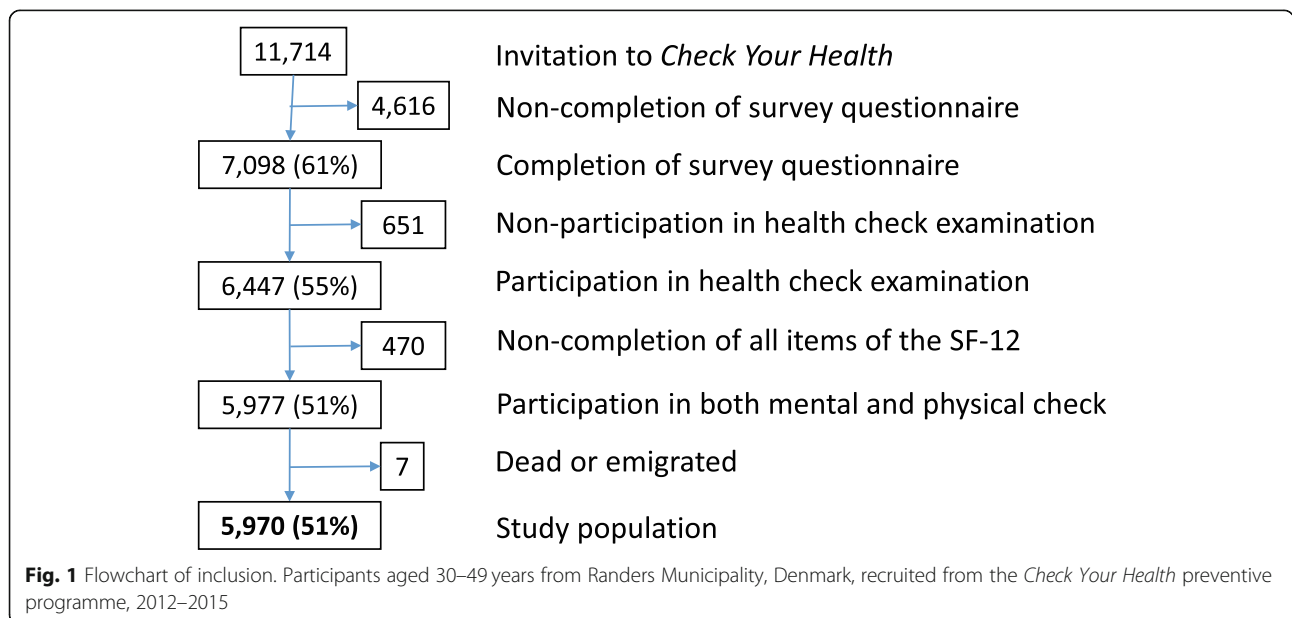 11,714 Invitation to Check Your Health
4,616 Non-completion of survey questionnaire
7,098 (61%) Completion of survey questionnaire
651 Non-participation in health check examination
6,447 (55%) Participation in health check examination
470 Non-completion of all items of the SF-12
5,977 (51%) Participation in both mental and physical check
7 Dead or emigrated
5,970 (51%) Study population
Fig. 1 Flowchart of inclusion. Participants aged 30–49 years from Randers Municipality, Denmark, recruited from the Check Your Health preventive
programme, 2012–2015